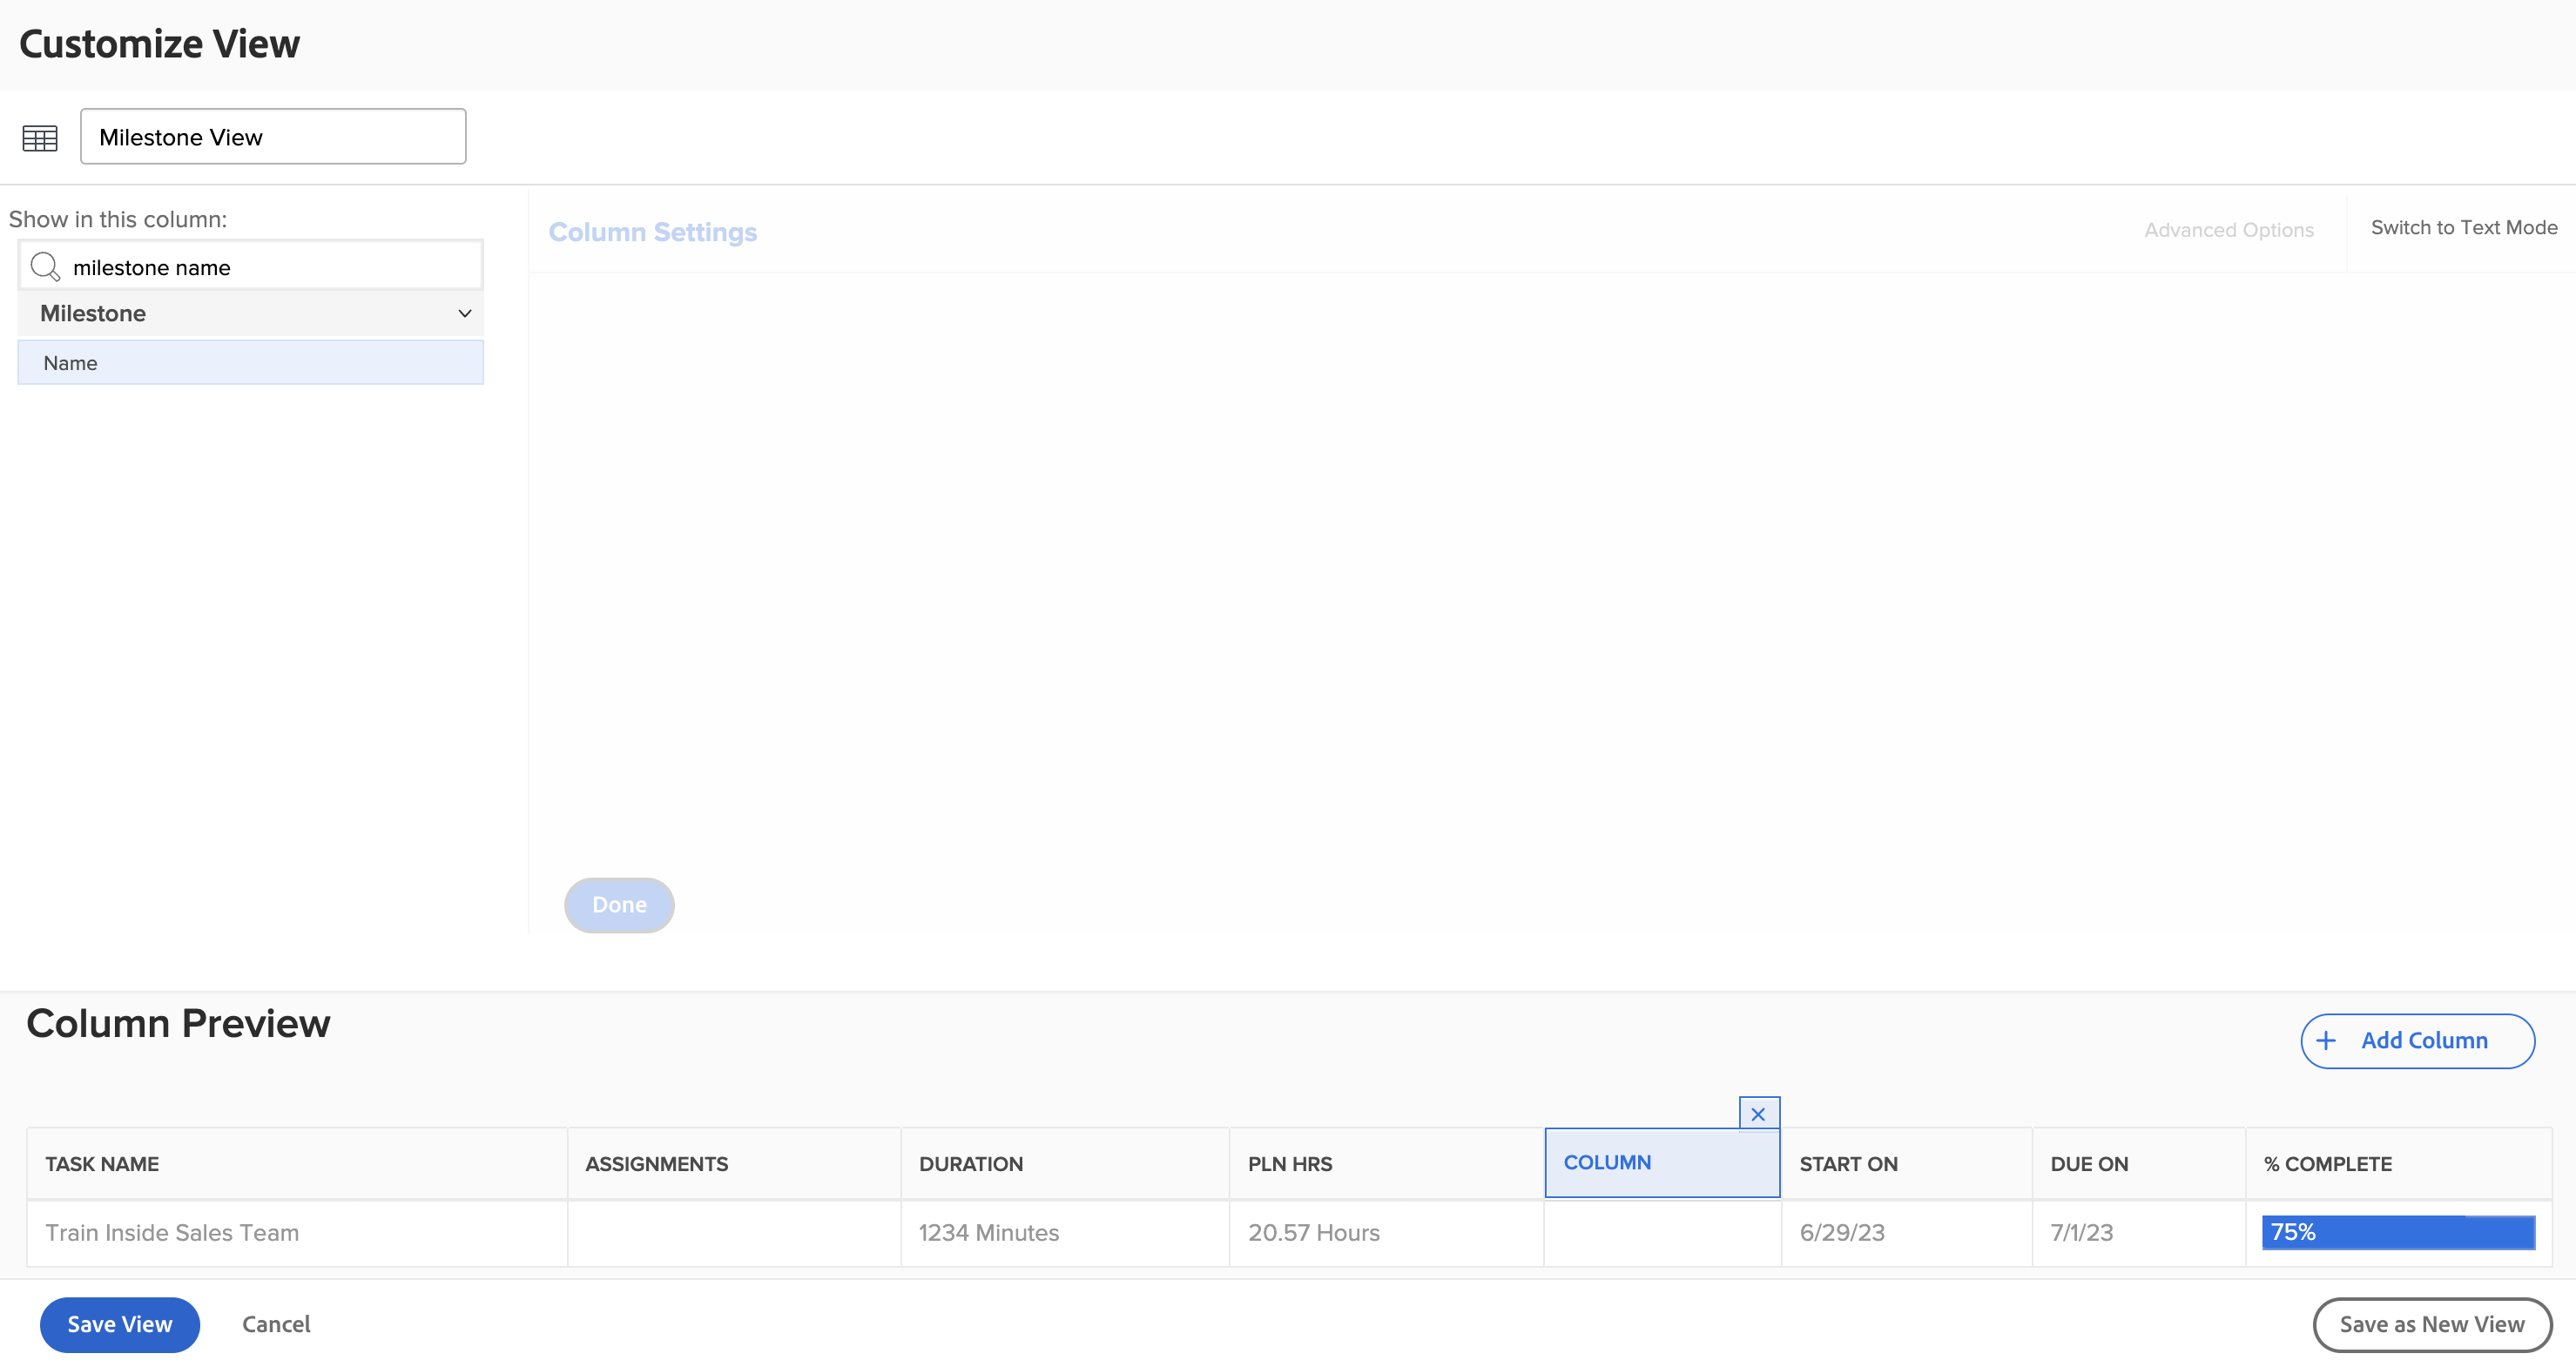 Customize View
Milestone View
Show in this column:
milestone name
Milestone
Name
Column Settings
Advanced Options
Switch to Text Mode
Done
Column Preview
Add Column
TASK NAME ASSIGNMENTS DURATION PLN HRS COLUMN START ON DUE ON % COMPLETE
Train Inside Sales Team 1234 Minutes 20.57 Hours 6/29/23 7/1/23 75%
Save View Cancel Save as New View